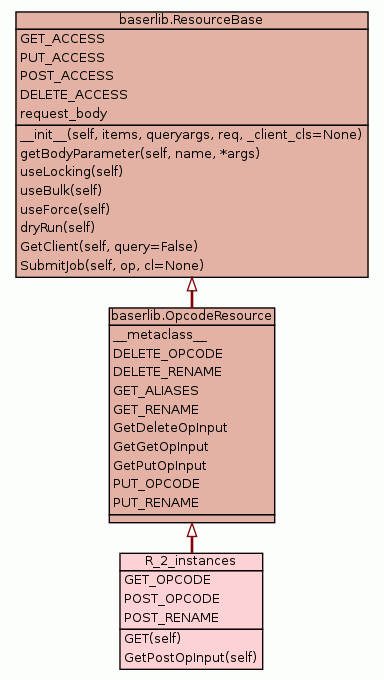 baserlib.ResourceBase
GET_ACCESS
PUT_ACCESS
POST_ACCESS
DELETE_ACCESS
request_body
__init__(self, items, queryargs, req, _client_cls=None)
getBodyParameter(self, name, *args)
useLocking(self)
useBulk(self)
useForce(self)
dryRun(self)
GetClient(self, query=False)
SubmitJob(self, op, cl=None)
baserlib.OpcodeResource
__metaclass__
DELETE_OPCODE
DELETE_RENAME
GET_ALIASES
GET_RENAME
GetDeleteOpInput
GetGetOpInput
GetPutOpInput
PUT_OPCODE
PUT_RENAME
R_2_instances
GET_OPCODE
POST_OPCODE
POST_RENAME
GET(self)
GetPostOpInput(self)